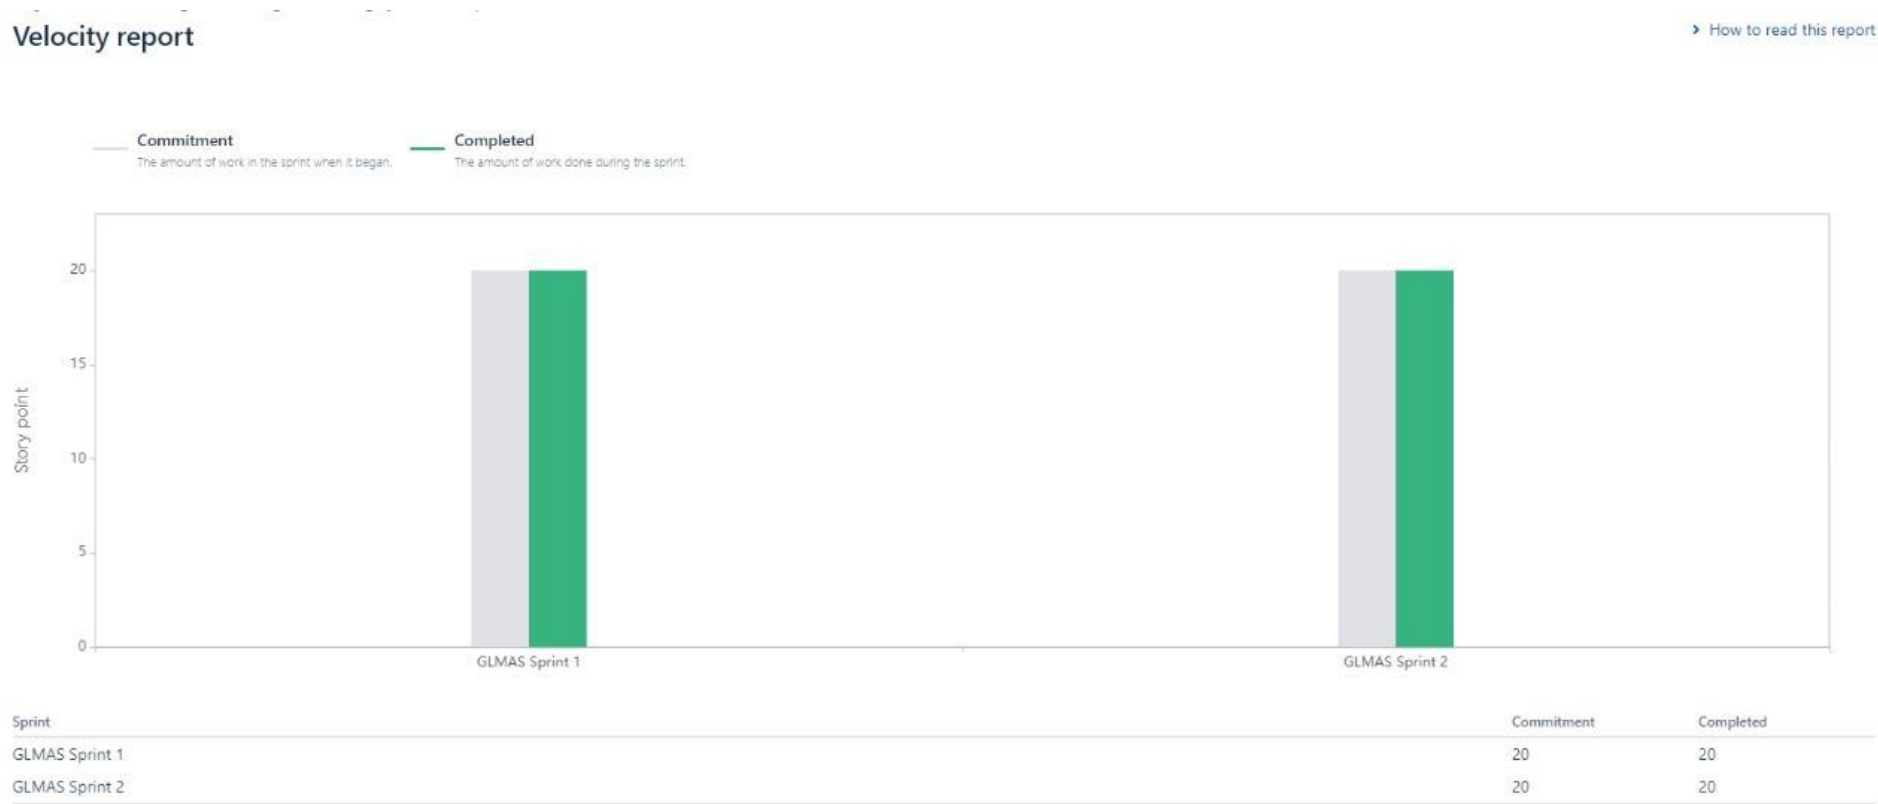 Velocity report
How to read this report
Commitment
The amount of work in the sprint when it began.
Completed
The amount of work done during the sprint.
Story point
20
15
10
5
0
GLMAS Sprint 1
GLMAS Sprint 2
Sprint Commitment Completed
GLMAS Sprint 1 20 20
GLMAS Sprint 2 20 20